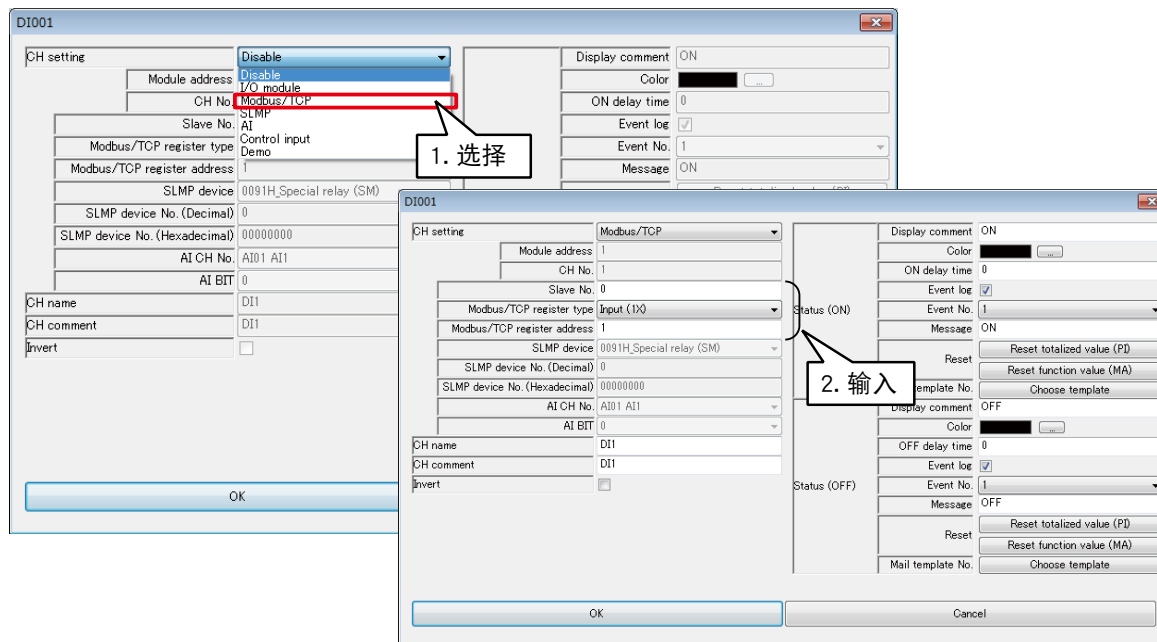 DI001
CH setting Disable
Disable
I/O module
Modbus/TCP
SLMP
AI
Control input
Demo
Module address
CH No.
Slave No.
Modbus/TCP register type
Modbus/TCP register address 1
SLMP device 0091H_Special relay (SM)
SLMP device No. (Decimal) 0
SLMP device No. (Hexadecimal) 00000000
AI CH No. AI01 AI1
AI BIT 0
CH name DI1
CH comment DI1
Invert
OK
Display comment ON
Color ...
ON delay time 0
Event log
Event No. 1
Message ON
1. 选择
DI001
CH setting Modbus/TCP
Module address 1
CH No. 1
Slave No. 0
Modbus/TCP register type Input (1X)
Modbus/TCP register address 1
SLMP device 0091H_Special relay (SM)
SLMP device No. (Decimal) 0
SLMP device No. (Hexadecimal) 00000000
AI CH No. AI01 AI1
AI BIT 0
CH name DI1
CH comment DI1
Invert
2. 输入
Status (ON)
Display comment ON
Color ...
ON delay time 0
Event log
Event No. 1
Message ON
Reset Reset totalized value (PI)
Reset function value (MA)
template No. Choose template
Status (OFF)
Display comment OFF
Color ...
OFF delay time 0
Event log
Event No. 1
Message OFF
Reset Reset totalized value (PI)
Reset function value (MA)
Mail template No. Choose template
OK Cancel